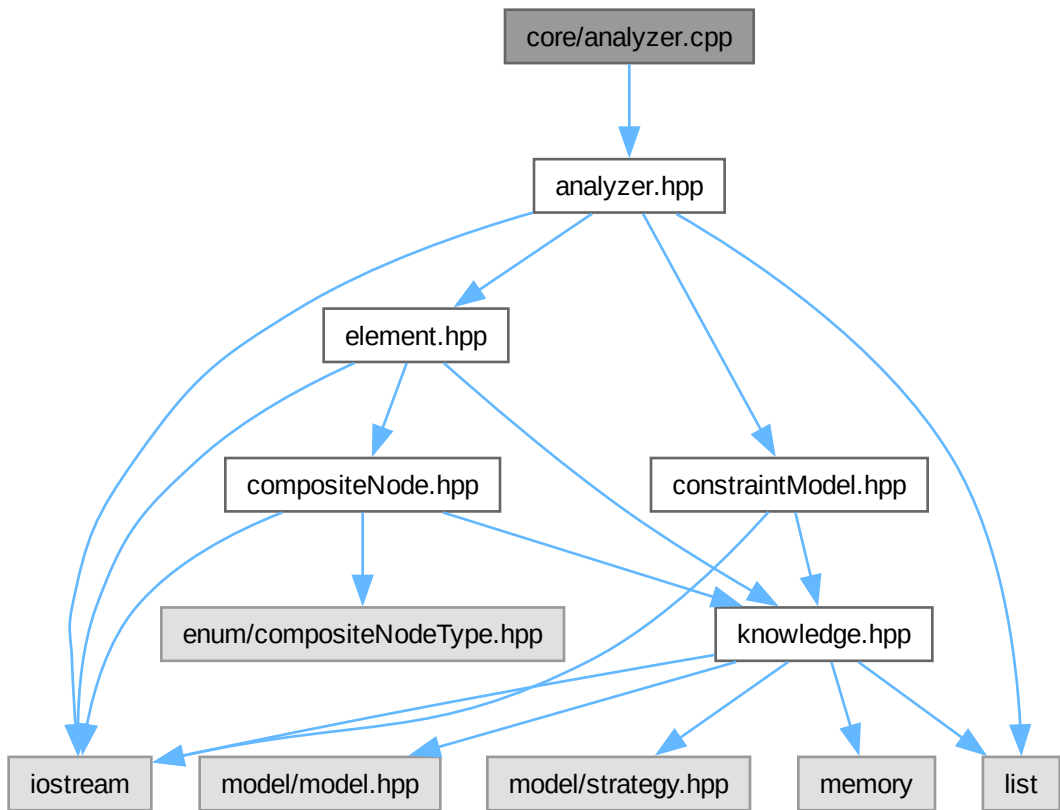 core/analyzer.cpp
analyzer.hpp
element.hpp
compositeNode.hpp
constraintModel.hpp
enum/compositeNodeType.hpp
knowledge.hpp
iostream
model/model.hpp
model/strategy.hpp
memory
list